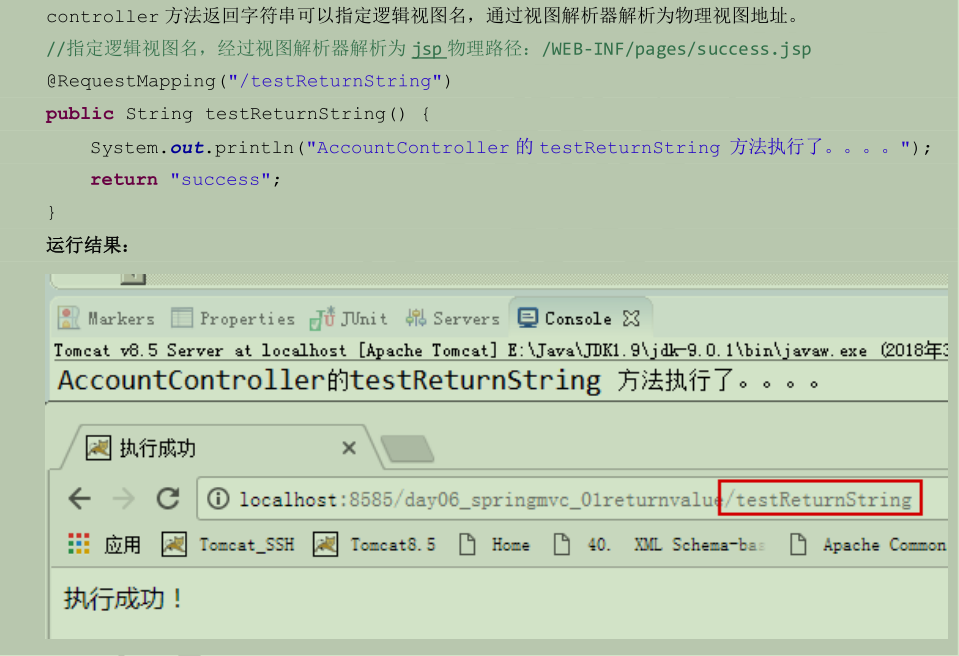 controller 方法返回字符串可以指定逻辑视图名，通过视图解析器解析为物理视图地址。
//指定逻辑视图名，经过视图解析器解析为 jsp 物理路径：/WEB-INF/pages/success.jsp
@RequestMapping("/testReturnString")
public String testReturnString() {
System.out.println("AccountController 的 testReturnString 方法执行了。。。。");
return "success";
}
运行结果：
Markers Properties JUnit Servers Console
Tomcat v8.5 Server at localhost [Apache Tomcat] E:\Java\JDK1.9\jdk-9.0.1\bin\javaw.exe (2018年3
AccountController的testReturnString 方法执行了。。。。
执行成功
localhost:8585/day06_springmvc_01returnvalue/testReturnString
应用 Tomcat_SSH Tomcat8.5 Home 40. XML Schema-bas Apache Common
执行成功！